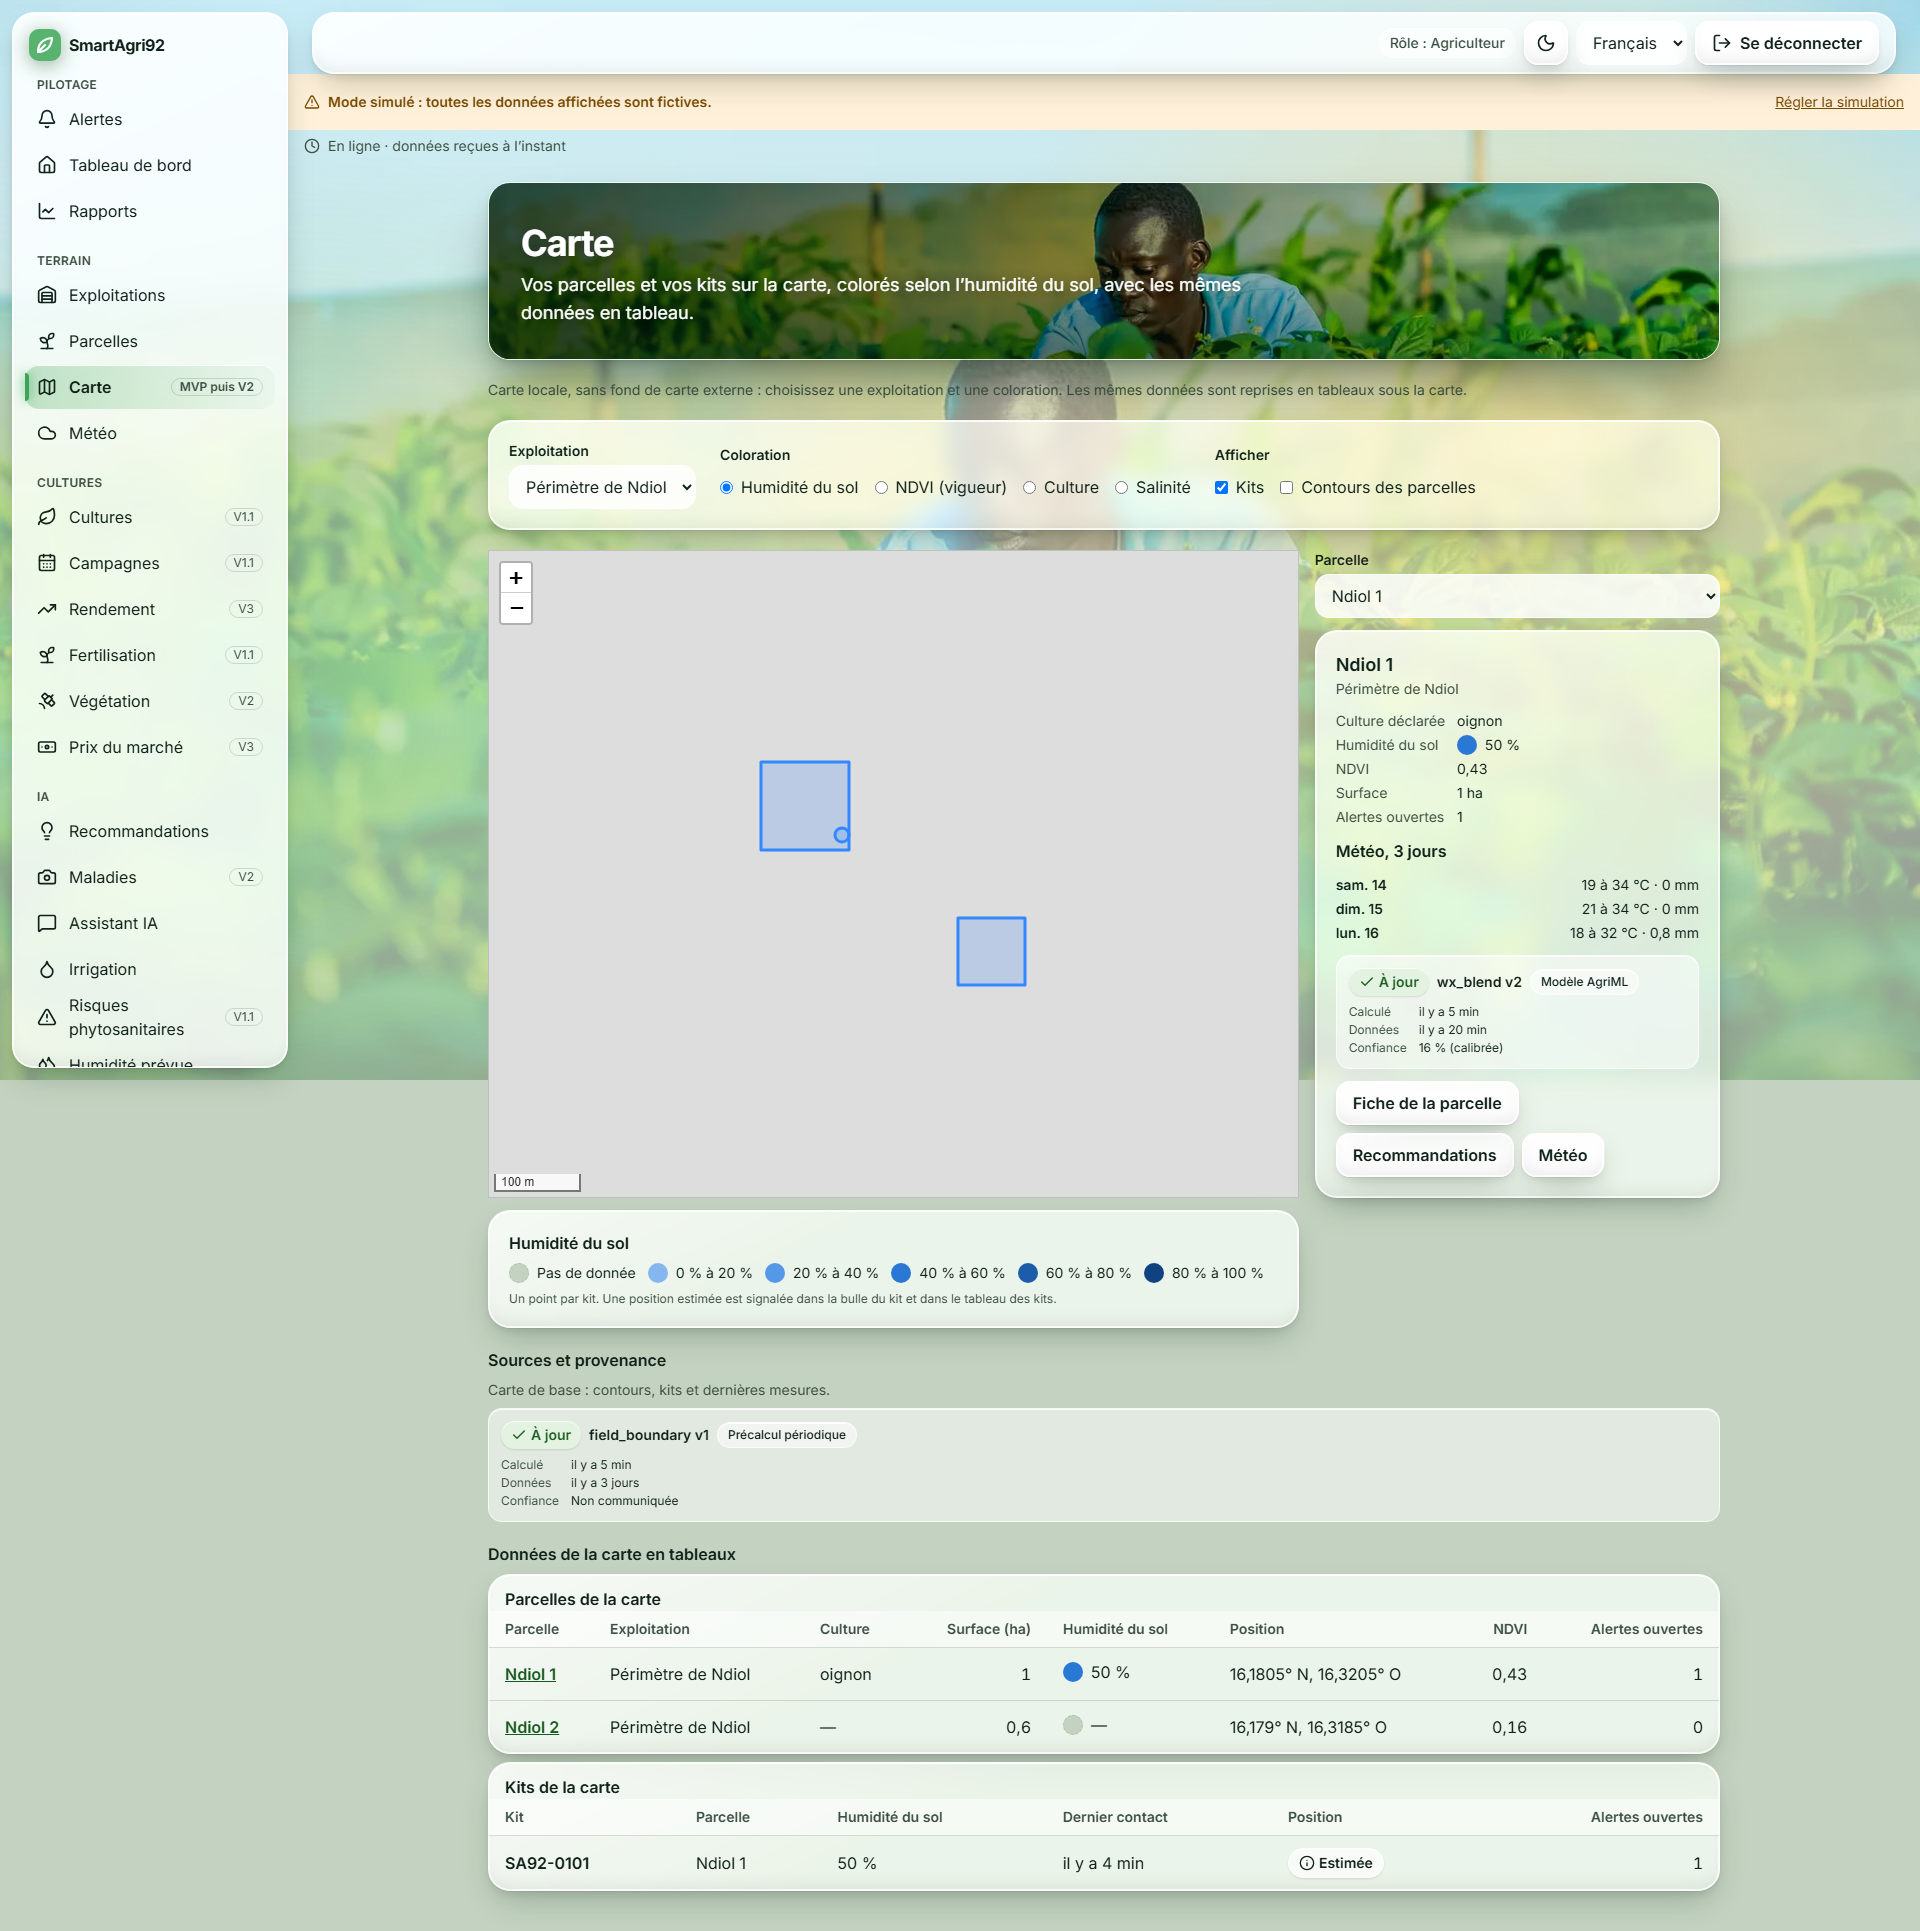 SmartAgri92
PILOTAGE
Alertes
Tableau de bord
Rapports
TERRAIN
Exploitations
Parcelles
Carte MVP puis V2
Météo
CULTURES
Cultures V1.1
Campagnes V1.1
Rendement V3
Fertilisation V1.1
Végétation V2
Prix du marché V3
IA
Recommandations
Maladies V2
Assistant IA
Irrigation
Risques
phytosanitaires V1.1
Humidité prévue
Rôle : Agriculteur Français Se déconnecter
Mode simulé : toutes les données affichées sont fictives. Régler la simulation
En ligne · données reçues à l’instant
Carte
Vos parcelles et vos kits sur la carte, colorés selon l’humidité du sol, avec les mêmes
données en tableau.
Carte locale, sans fond de carte externe : choisissez une exploitation et une coloration. Les mêmes données sont reprises en tableaux sous la carte.
Exploitation Coloration Afficher
Périmètre de Ndiol Humidité du sol NDVI (vigueur) Culture Salinité Kits Contours des parcelles
+
−
100 m
Parcelle
Ndiol 1
Ndiol 1
Périmètre de Ndiol
Culture déclarée oignon
Humidité du sol 50 %
NDVI 0,43
Surface 1 ha
Alertes ouvertes 1
Météo, 3 jours
sam. 14 19 à 34 °C · 0 mm
dim. 15 21 à 34 °C · 0 mm
lun. 16 18 à 32 °C · 0,8 mm
À jour wx_blend v2 Modèle AgriML
Calculé il y a 5 min
Données il y a 20 min
Confiance 16 % (calibrée)
Fiche de la parcelle
Recommandations Météo
Humidité du sol
Pas de donnée 0 % à 20 % 20 % à 40 % 40 % à 60 % 60 % à 80 % 80 % à 100 %
Un point par kit. Une position estimée est signalée dans la bulle du kit et dans le tableau des kits.
Sources et provenance
Carte de base : contours, kits et dernières mesures.
À jour field_boundary v1 Précalcul périodique
Calculé il y a 5 min
Données il y a 3 jours
Confiance Non communiquée
Données de la carte en tableaux
Parcelles de la carte
Parcelle Exploitation Culture Surface (ha) Humidité du sol Position NDVI Alertes ouvertes
Ndiol 1 Périmètre de Ndiol oignon 1 50 % 16,1805° N, 16,3205° O 0,43 1
Ndiol 2 Périmètre de Ndiol — 0,6 — 16,179° N, 16,3185° O 0,16 0
Kits de la carte
Kit Parcelle Humidité du sol Dernier contact Position Alertes ouvertes
SA92-0101 Ndiol 1 50 % il y a 4 min Estimée 1